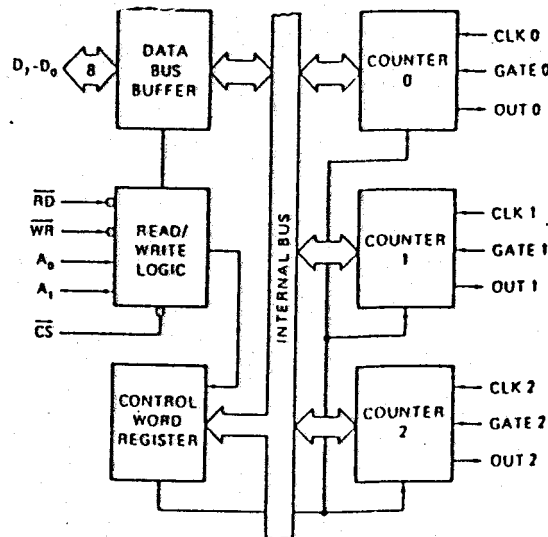 D7-D0
8
DATA
BUS
BUFFER
RD
WR
A0
A1
CS
READ/
WRITE
LOGIC
CONTROL
WORD
REGISTER
INTERNAL BUS
COUNTER
0
CLK 0
GATE 0
OUT 0
COUNTER
1
CLK 1
GATE 1
OUT 1
COUNTER
2
CLK 2
GATE 2
OUT 2